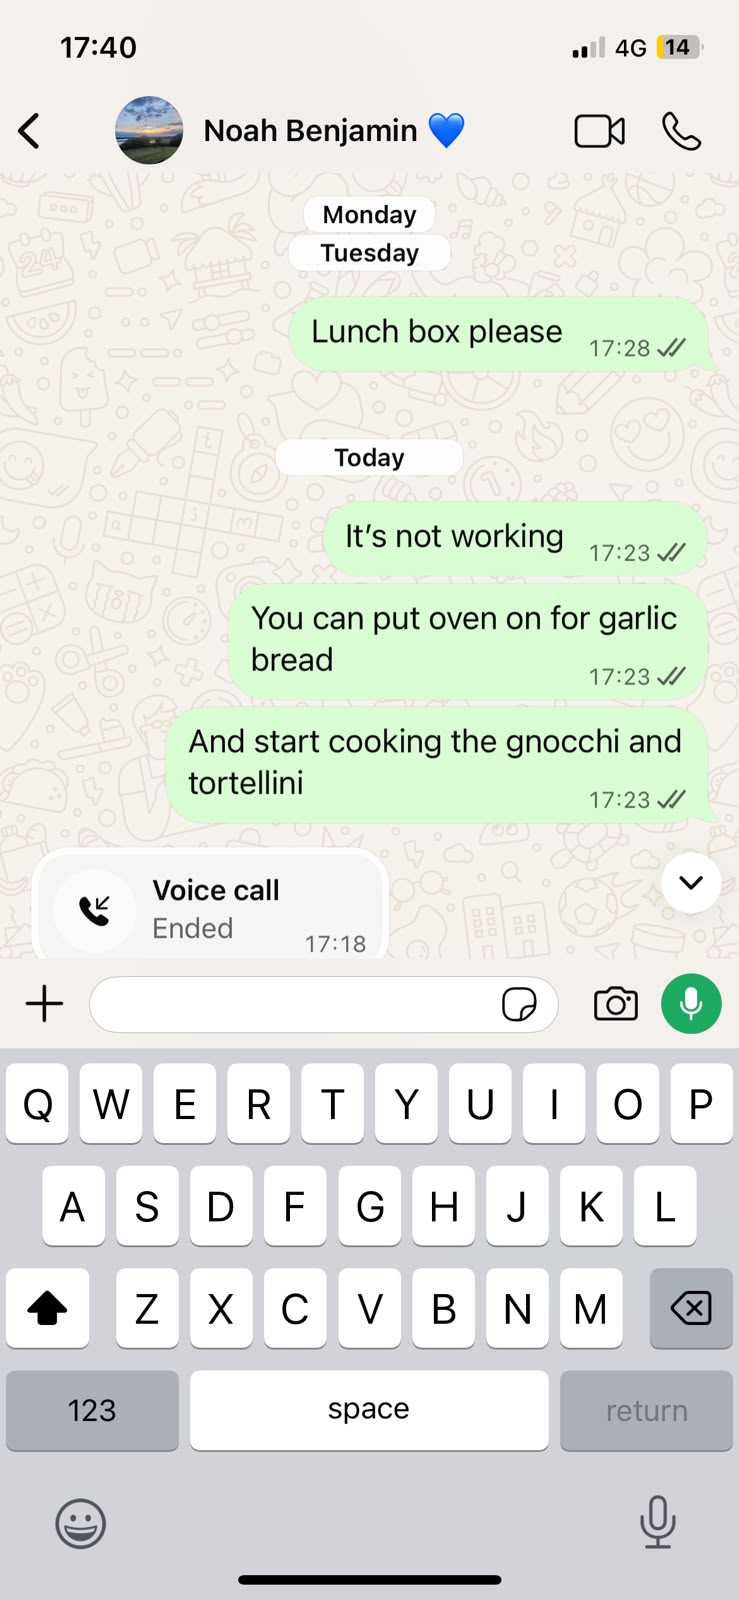 17:40
4G 14
Noah Benjamin 💙
Monday
Tuesday
Lunch box please
17:28
Today
It’s not working
17:23
You can put oven on for garlic
bread
17:23
And start cooking the gnocchi and
tortellini
17:23
Voice call
Ended
17:18
Q W E R T Y U I O P
A S D F G H J K L
Z X C V B N M
123 space return